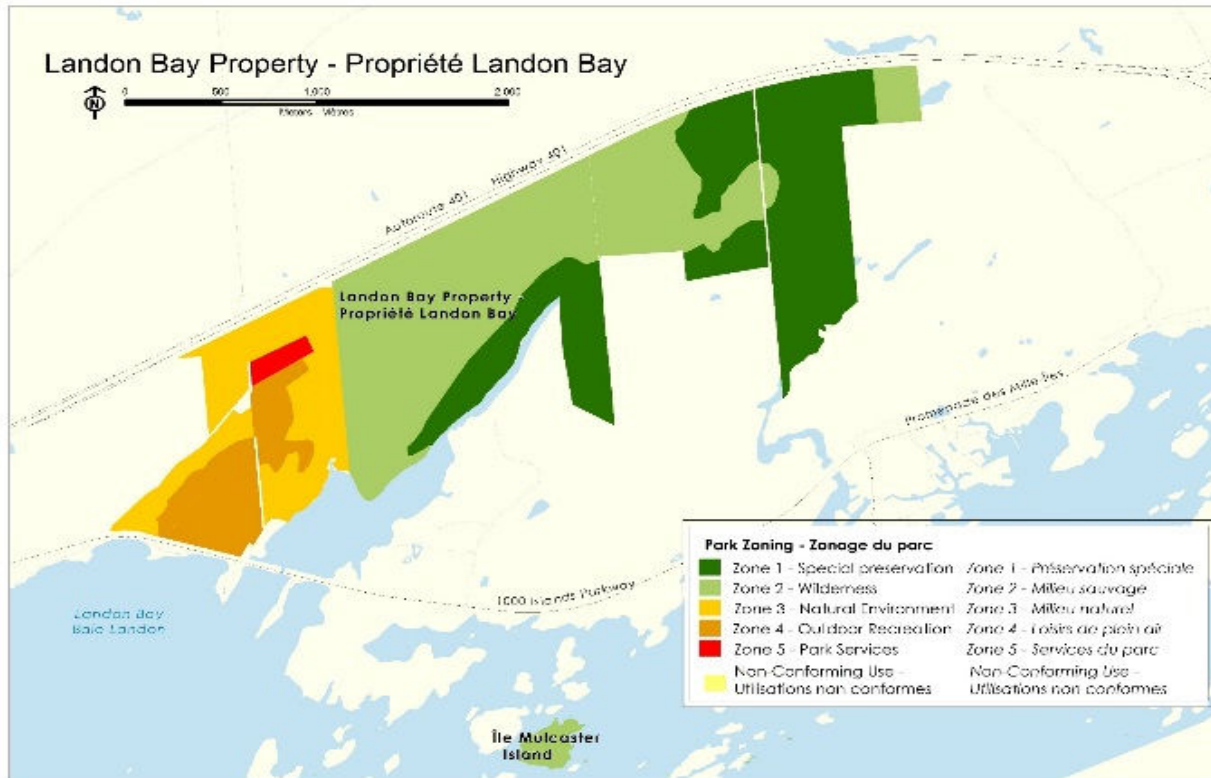 Landon Bay Property - Propriété Landon Bay
N
0 500 1,000 2,000
Meters - Mètres
Autoroute 401 Highway 401
Landon Bay Property -
Propriété Landon Bay
Promenade des Mille Îles
1000 Islands Parkway
Landon Bay
Baie Landon
Île Mulcaster
Island
Park Zoning - Zonage du parc
Zone 1 - Special preservation Zone 1 - Préservation spéciale
Zone 2 - Wilderness Zone 2 - Milieu sauvage
Zone 3 - Natural Environment Zone 3 - Milieu naturel
Zone 4 - Outdoor Recreation Zone 4 - Loisirs de plein air
Zone 5 - Park Services Zone 5 - Services du parc
Non-Conforming Use - Non-Conforming Use -
Utilisations non conformes Utilisations non conformes